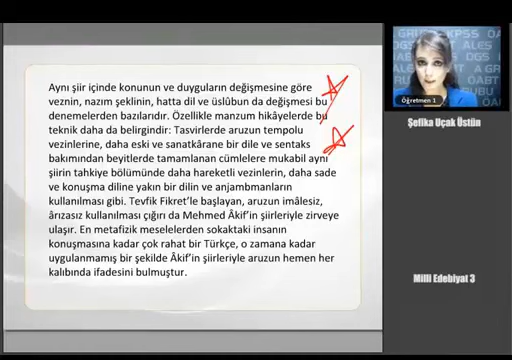 Aynı şiir içinde konunun ve duyguların değişmesine göre
veznin, nazım şeklinin, hatta dil ve üslûbun da değişmesi bu
denemelerden bazılarıdır. Özellikle manzum hikâyelerde bu
teknik daha da belirgindir: Tasvirlerde aruzun tempolu
vezinlerine, daha eski ve sanatkârane bir dile ve sentaks
bakımından beyitlerde tamamlanan cümlelere mukabil aynı
şiirin tahkiye bölümünde daha hareketli vezinlerin, daha sade
ve konuşma diline yakın bir dilin ve anjambmanların
kullanılması gibi. Tevfik Fikret'le başlayan, aruzun imâlesiz,
ârızasız kullanılması çığırı da Mehmed Âkif'in şiirleriyle zirveye
ulaşır. En metafizik meselelerden sokaktaki insanın
konuşmasına kadar çok rahat bir Türkçe, o zamana kadar
uygulanmamış bir şekilde Âkif'in şiirleriyle aruzun hemen her
kalıbında ifadesini bulmuştur.
Öğretmen 1
Şefika Uçak Üstün
Milli Edebiyat 3